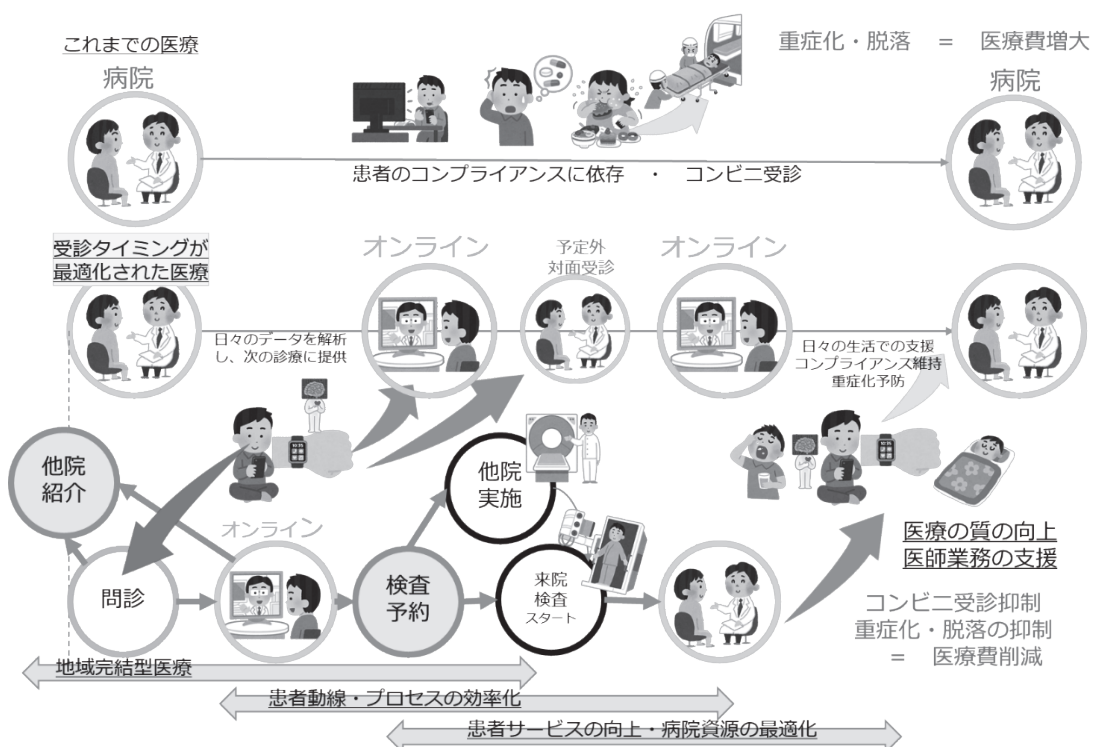 これまでの医療
病院
重症化・脱落 = 医療費増大
病院
患者のコンプライアンスに依存 ・ コンビニ受診
受診タイミングが
最適化された医療
オンライン
予定外
対面受診
オンライン
日々のデータを解析
し、次の診療に提供
日々の生活での支援
コンプライアンス維持
重症化予防
他院
紹介
他院
実施
オンライン
問診
検査
予約
来院
検査
スタート
医療の質の向上
医師業務の支援
コンビニ受診抑制
重症化・脱落の抑制
= 医療費削減
地域完結型医療
患者動線・プロセスの効率化
患者サービスの向上・病院資源の最適化